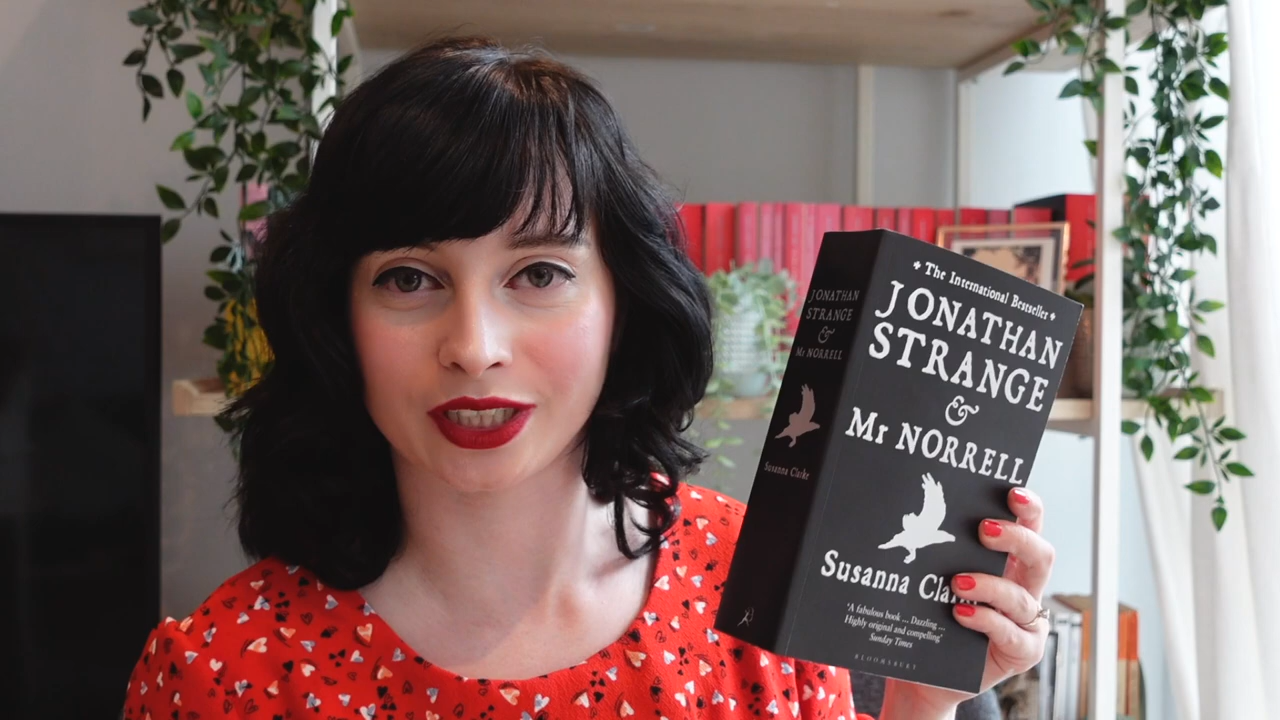 JONATHAN
STRANGE
&
Mr NORRELL
Susanna Clarke
The International Bestseller
JONATHAN
STRANGE
&
Mr NORRELL
Susanna Clarke
'A fabulous book ... Dazzling ...
Highly original and compelling'
Sunday Times
BLOOMSBURY